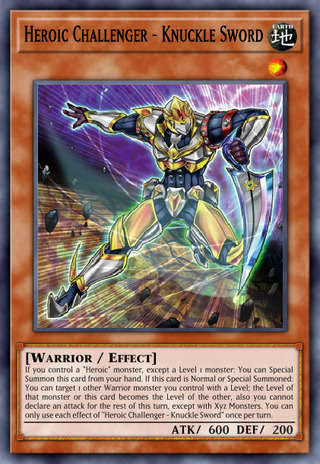 Heroic Challenger - Knuckle Sword
EARTH
地
[Warrior / Effect]
If you control a "Heroic" monster, except a Level 1 monster: You can Special
Summon this card from your hand. If this card is Normal or Special Summoned:
You can target 1 other Warrior monster you control with a Level; the Level of
that monster or this card becomes the Level of the other, also you cannot
declare an attack for the rest of this turn, except with Xyz Monsters. You can
only use each effect of "Heroic Challenger - Knuckle Sword" once per turn.
ATK/ 600 DEF/ 200